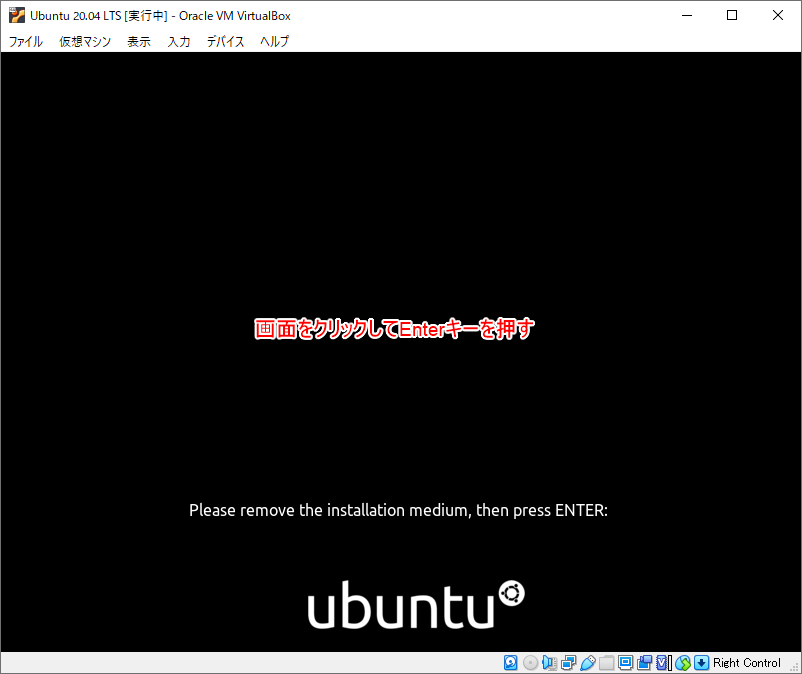 Ubuntu 20.04 LTS [実行中] - Oracle VM VirtualBox
ファイル 仮想マシン 表示 入力 デバイス ヘルプ
画面をクリックしてEnterキーを押す
Please remove the installation medium, then press ENTER:
ubuntu
Right Control